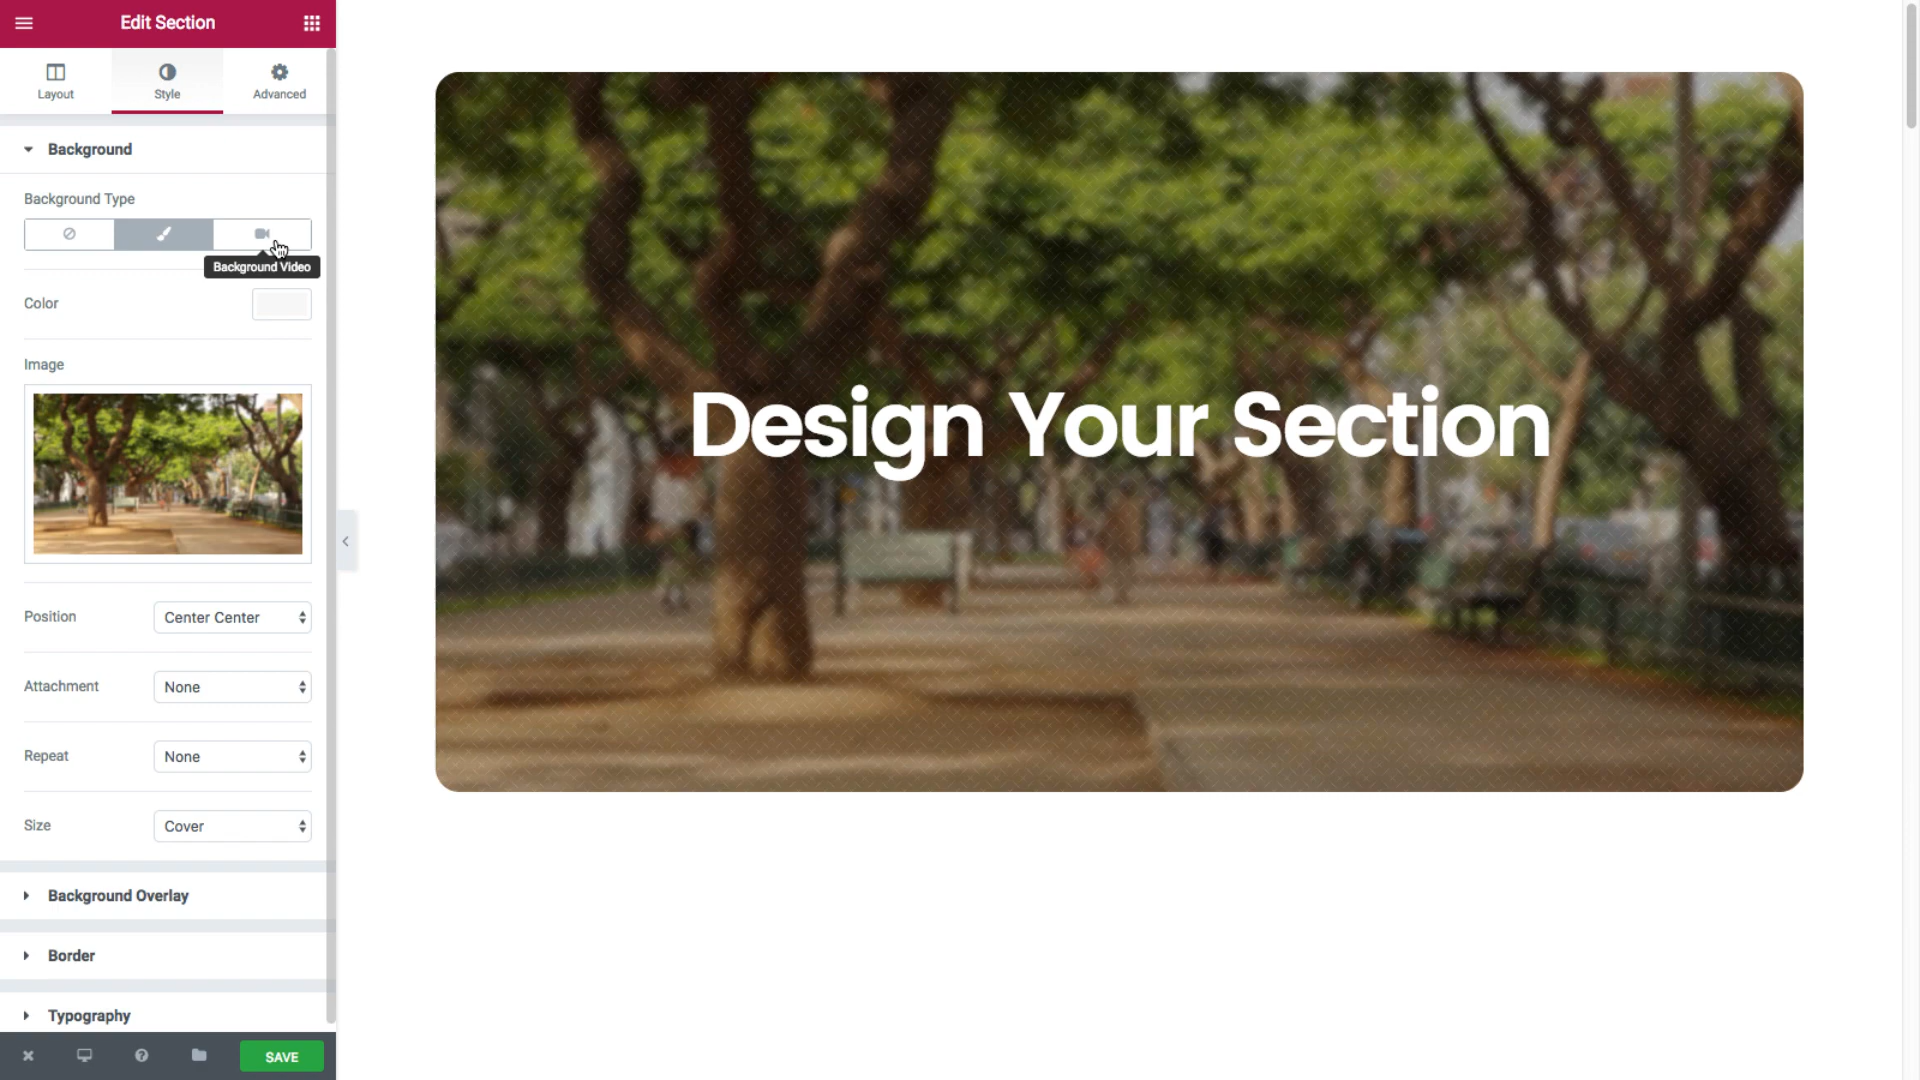 Edit Section
Layout
Style
Advanced
Background
Background Type
Background Video
Color
Image
Position
Center Center
Attachment
None
Repeat
None
Size
Cover
Background Overlay
Border
Typography
SAVE
Design Your Section